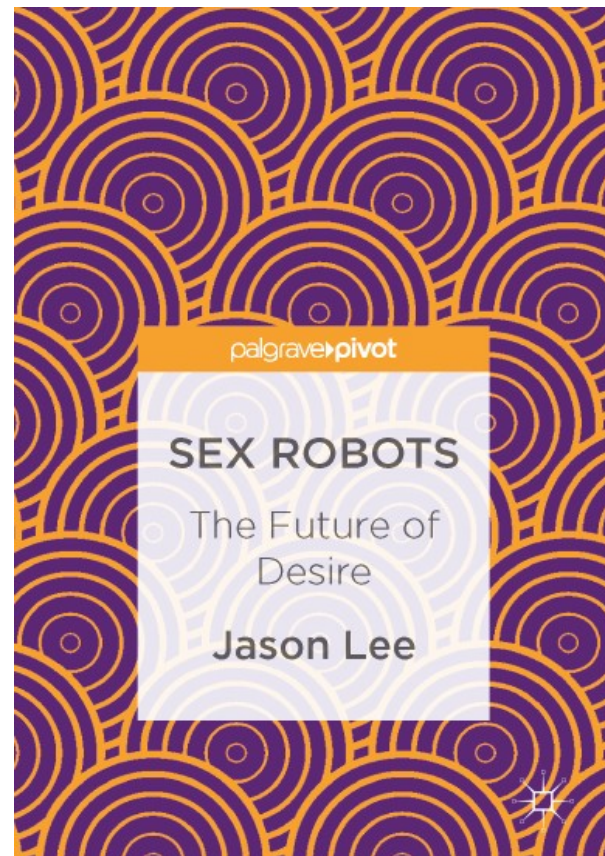 palgrave▸pivot
SEX ROBOTS
The Future of
Desire
Jason Lee